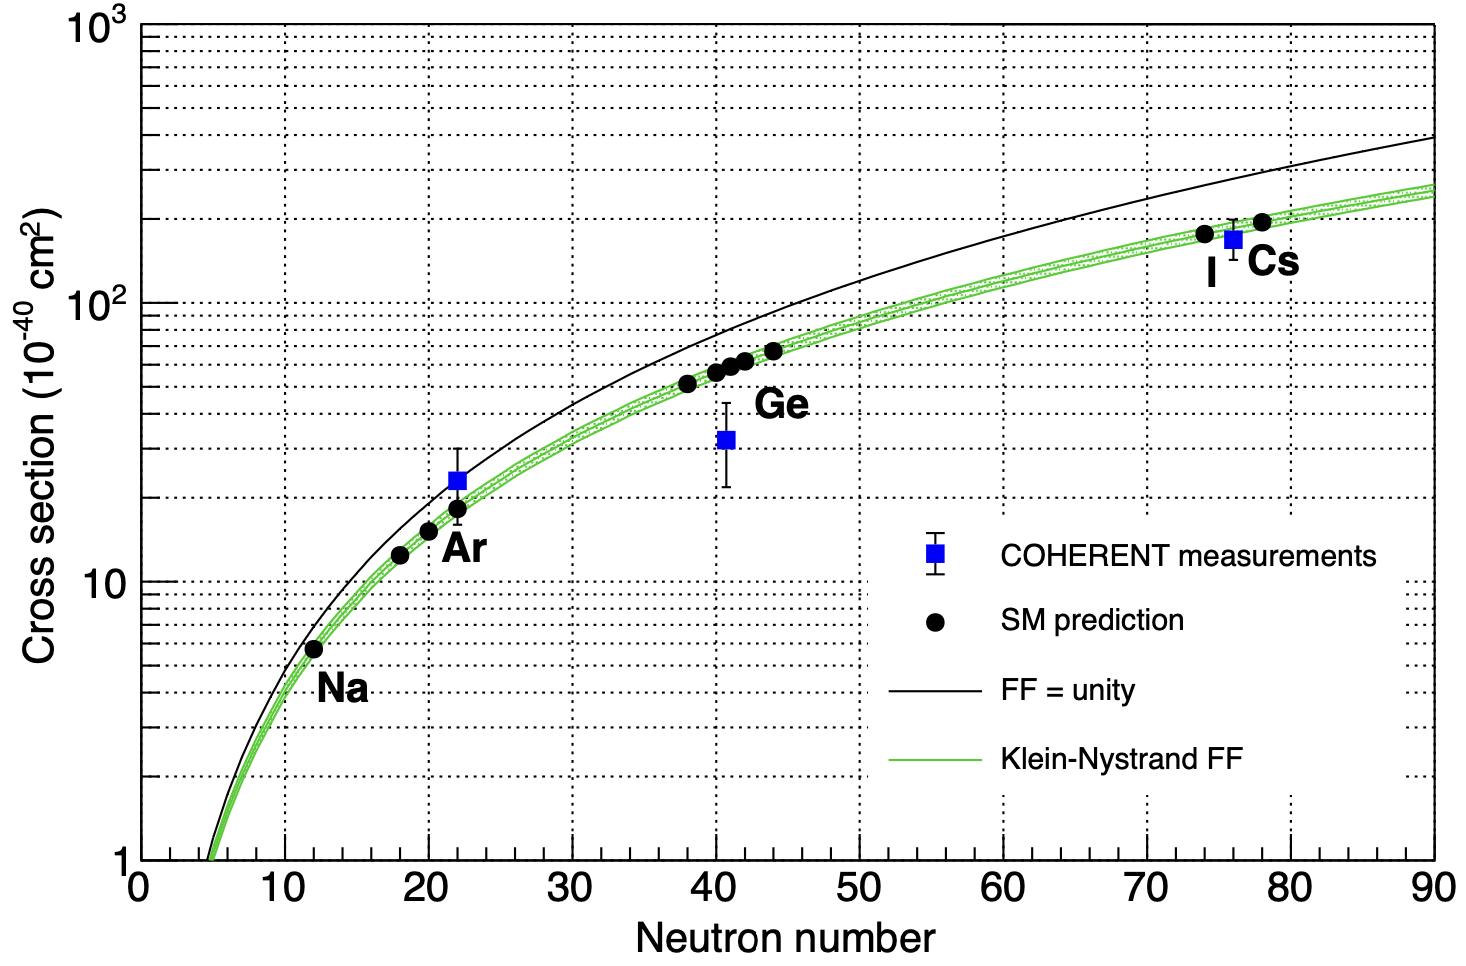 10³
10²
10
1
0 10 20 30 40 50 60 70 80 90
Cross section (10⁻⁴⁰ cm²)
Neutron number
Na
Ar
Ge
I
Cs
COHERENT measurements
SM prediction
FF = unity
Klein-Nystrand FF